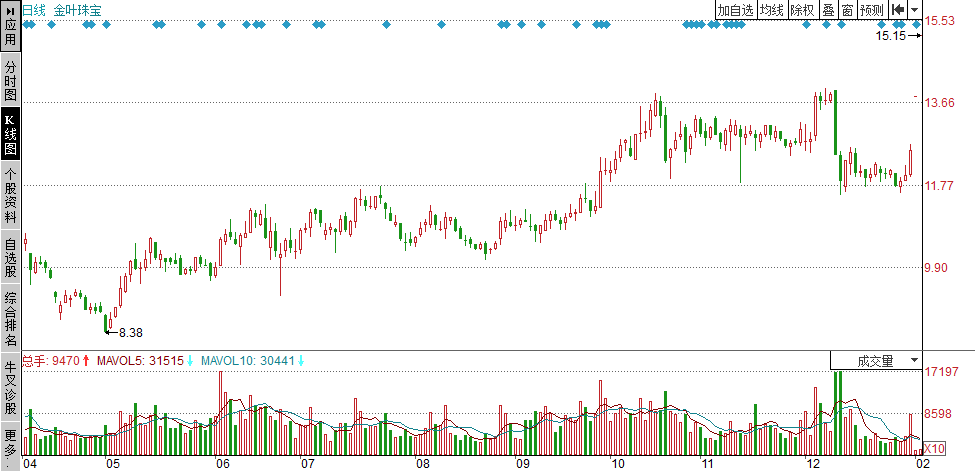 日线 金叶珠宝
加自选 均线 除权 叠 窗 预测
应用
分时图
K线图
个股资料
自选股
综合排名
牛叉诊股
更多
15.53
15.15
13.66
11.77
9.90
8.38
总手: 9470 MAVOL5: 31515 MAVOL10: 30441
成交量
17197
8598
X10
04 05 06 07 08 09 10 11 12 02